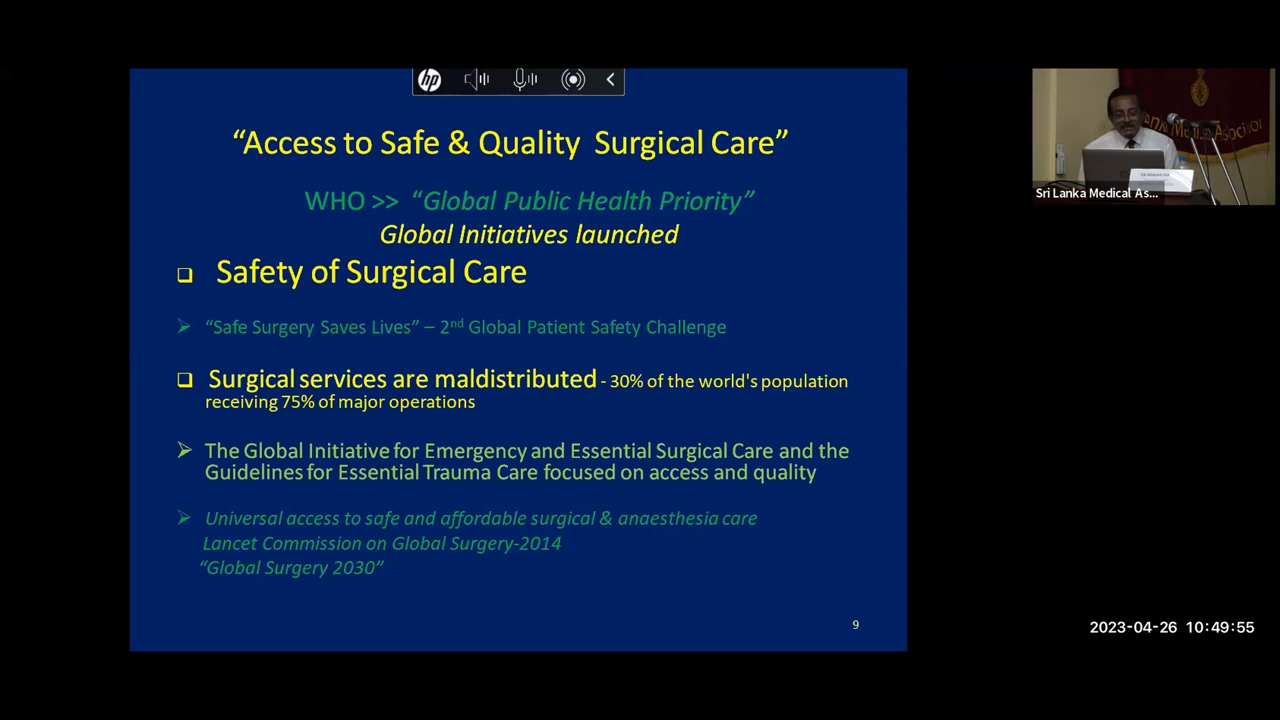 hp
“Access to Safe & Quality Surgical Care”
WHO >> “Global Public Health Priority”
Global Initiatives launched
Safety of Surgical Care
“Safe Surgery Saves Lives” – 2nd Global Patient Safety Challenge
Surgical services are maldistributed - 30% of the world's population
receiving 75% of major operations
The Global Initiative for Emergency and Essential Surgical Care and the
Guidelines for Essential Trauma Care focused on access and quality
Universal access to safe and affordable surgical & anaesthesia care
Lancet Commission on Global Surgery-2014
“Global Surgery 2030”
9
Sri Lanka Medical As...
2023-04-26 10:49:55